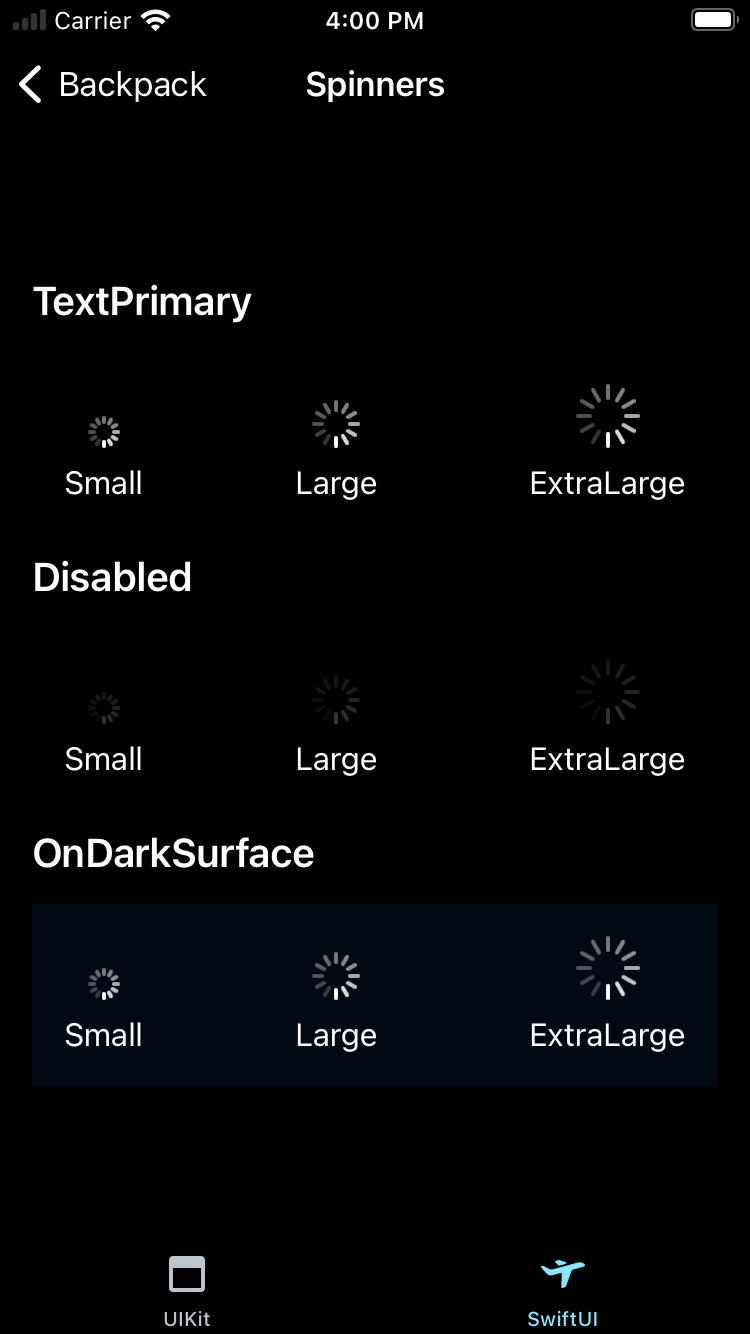 Carrier 4:00 PM
Backpack Spinners
TextPrimary
Small Large ExtraLarge
Disabled
Small Large ExtraLarge
OnDarkSurface
Small Large ExtraLarge
UIKit SwiftUI